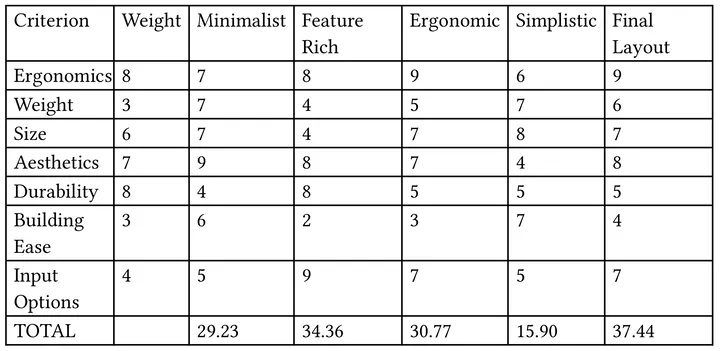 Criterion Weight Minimalist Feature Rich Ergonomic Simplistic Final Layout
Ergonomics 8 7 8 9 6 9
Weight 3 7 4 5 7 6
Size 6 7 4 7 8 7
Aesthetics 7 9 8 7 4 8
Durability 8 4 8 5 5 5
Building Ease 3 6 2 3 7 4
Input Options 4 5 9 7 5 7
TOTAL 29.23 34.36 30.77 15.90 37.44